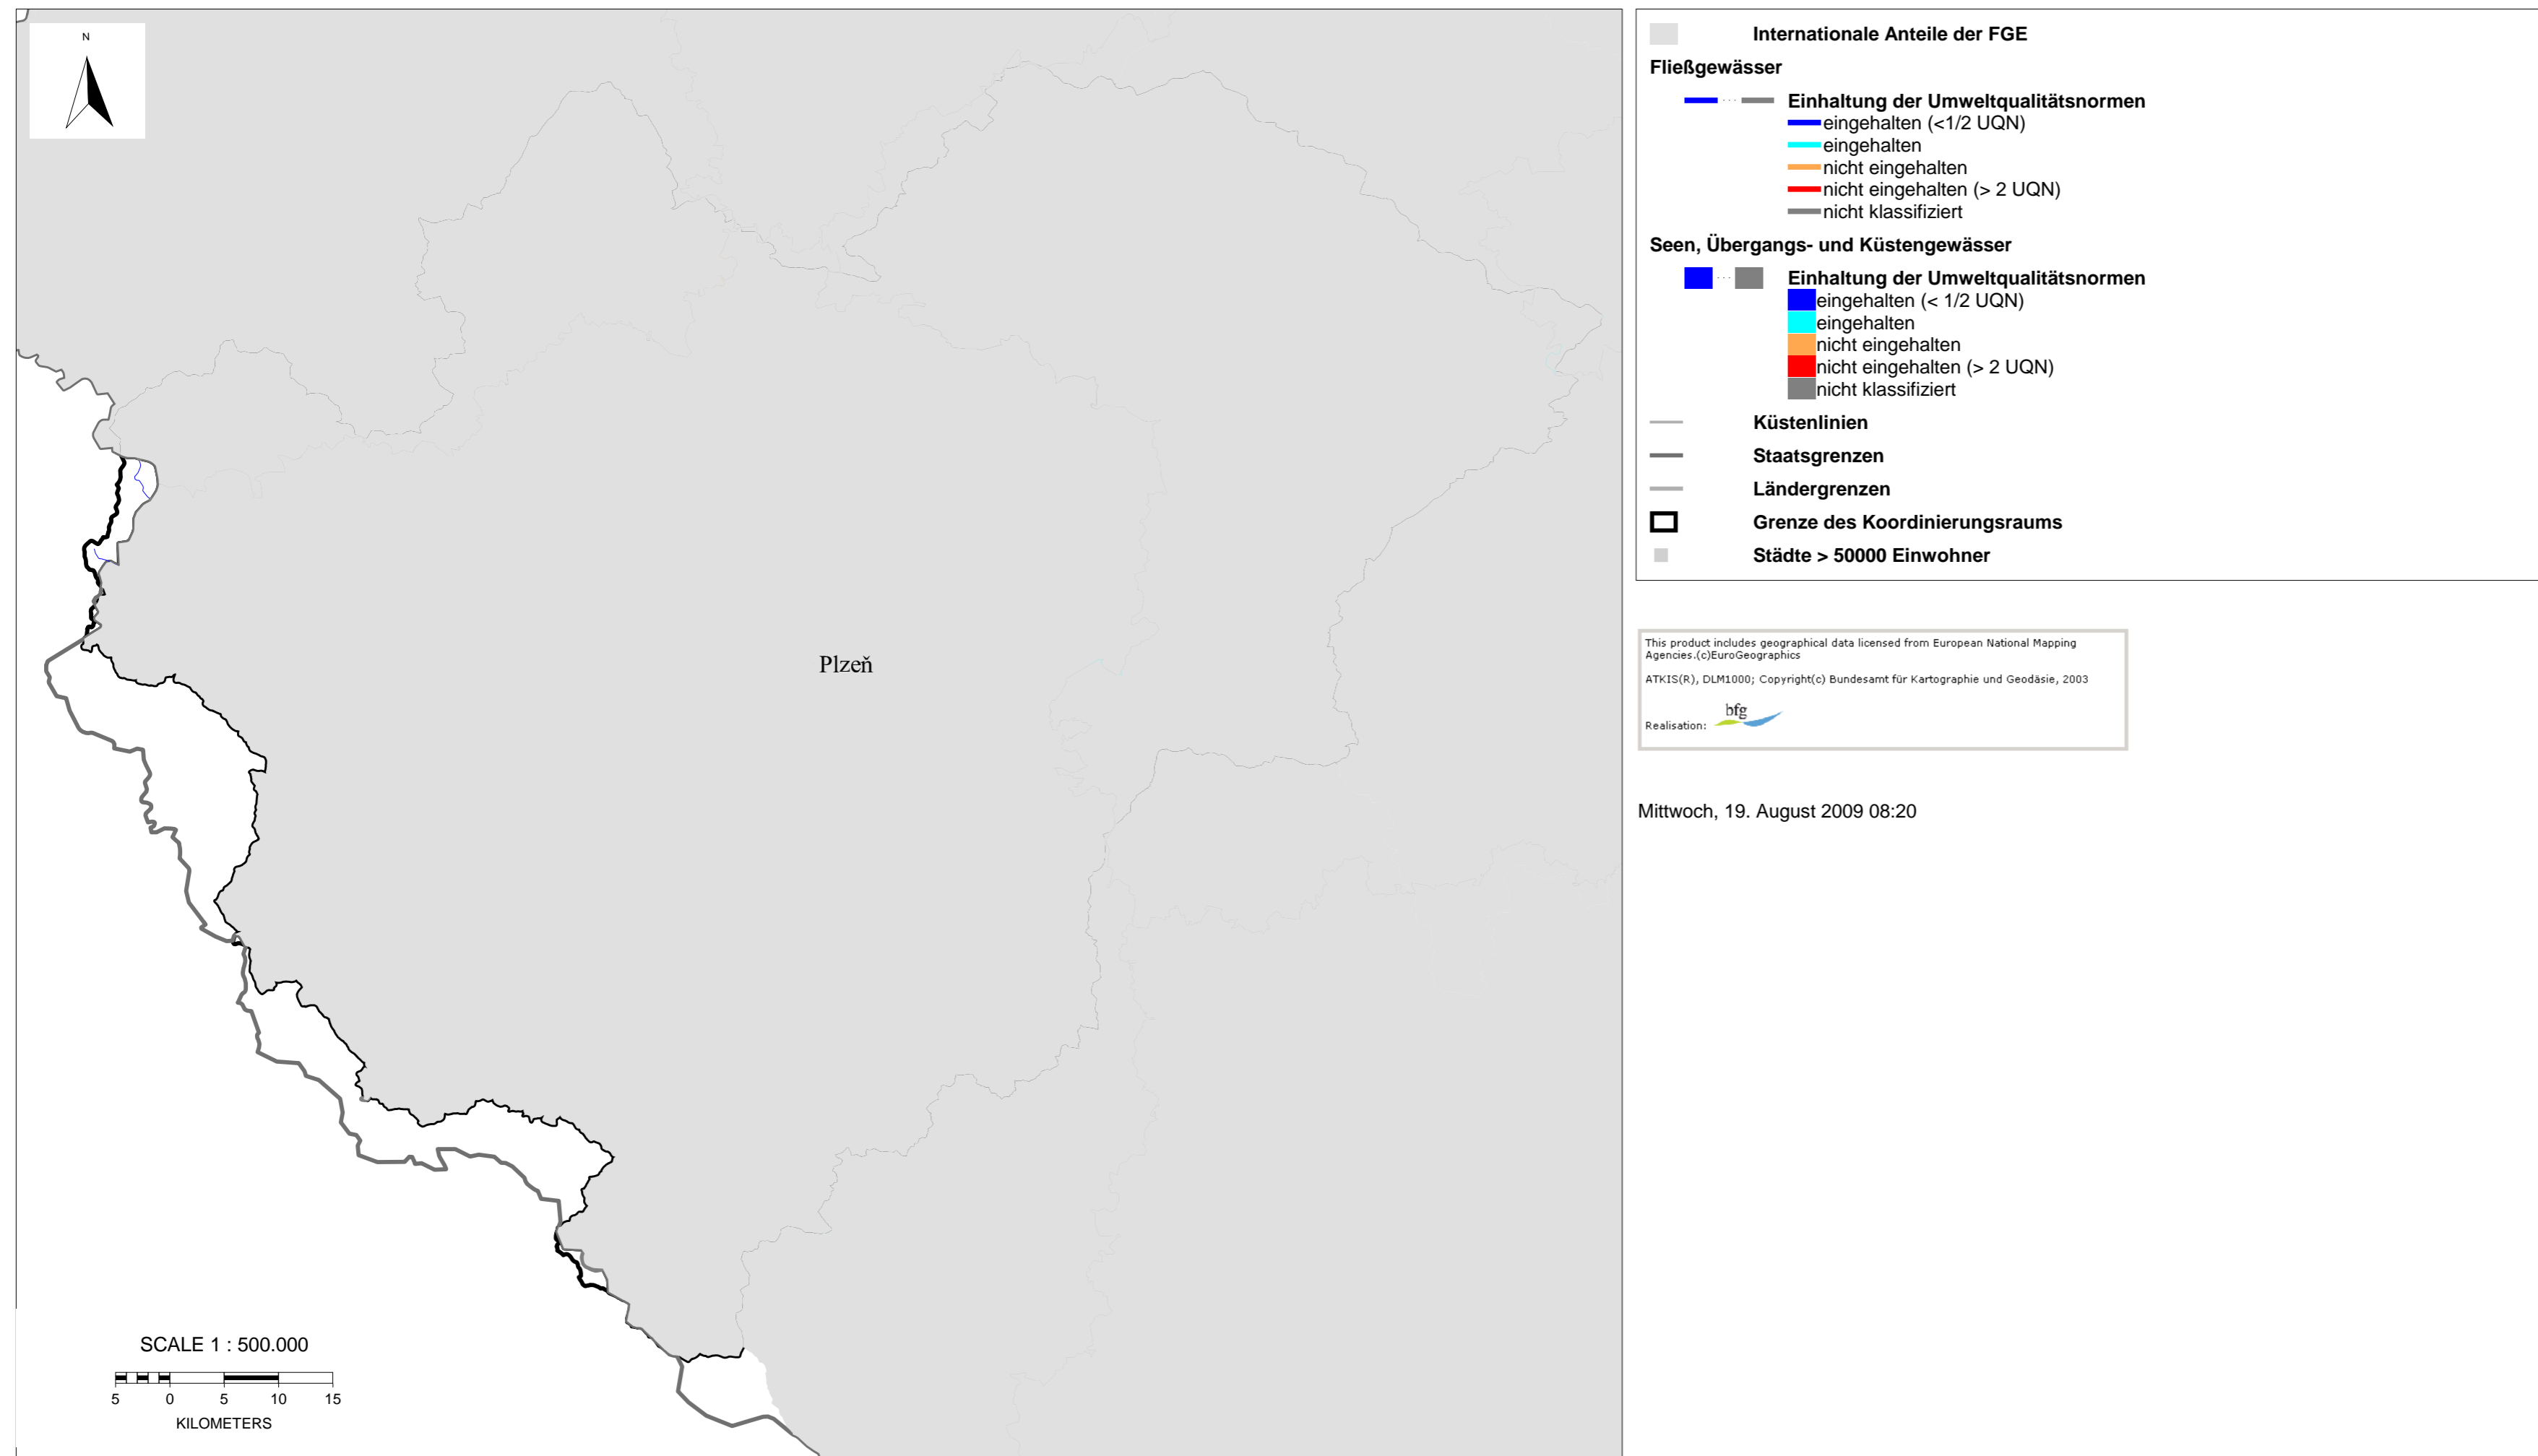 N
Plzeň
SCALE 1 : 500.000
5 0 5 10 15
KILOMETERS
Internationale Anteile der FGE
Fließgewässer
Einhaltung der Umweltqualitätsnormen
eingehalten (<1/2 UQN)
eingehalten
nicht eingehalten
nicht eingehalten (> 2 UQN)
nicht klassifiziert
Seen, Übergangs- und Küstengewässer
Einhaltung der Umweltqualitätsnormen
eingehalten (< 1/2 UQN)
eingehalten
nicht eingehalten
nicht eingehalten (> 2 UQN)
nicht klassifiziert
Küstenlinien
Staatsgrenzen
Ländergrenzen
Grenze des Koordinierungsraums
Städte > 50000 Einwohner
This product includes geographical data licensed from European National Mapping
Agencies.(c)EuroGeographics
ATKIS(R), DLM1000; Copyright(c) Bundesamt für Kartographie und Geodäsie, 2003
Realisation: bfg
Mittwoch, 19. August 2009 08:20